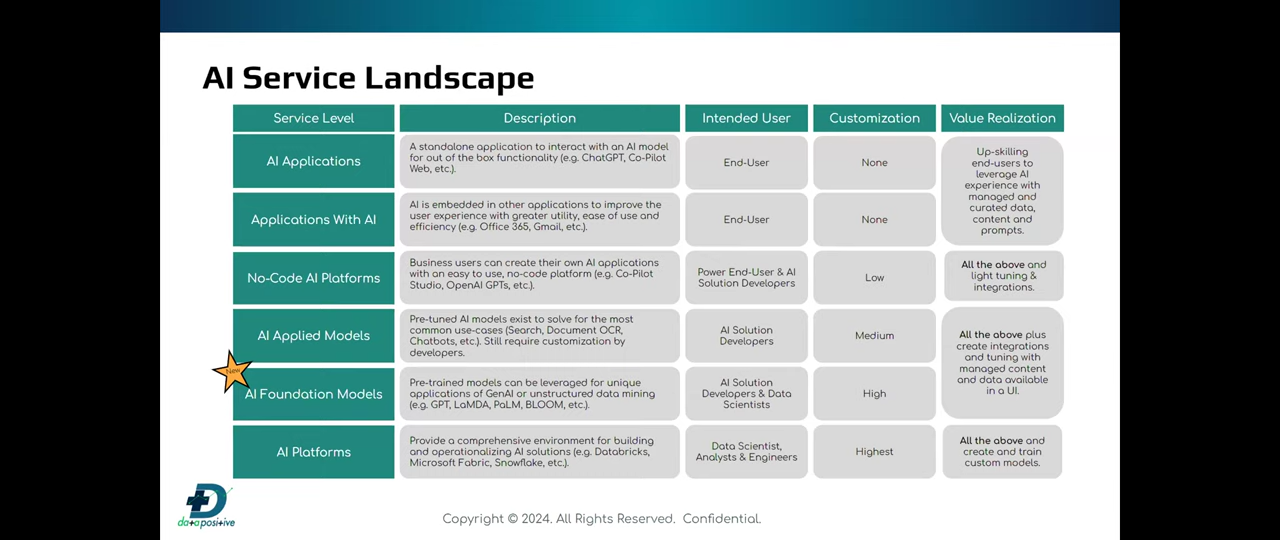 AI Service Landscape
Service Level
Description
Intended User
Customization
Value Realization
AI Applications
A standalone application to interact with an AI model
for out of the box functionality (e.g. ChatGPT, Co-Pilot
Web, etc.).
End-User
None
Up-skilling
end-users to
leverage AI
experience with
managed and
curated data,
content and
prompts.
Applications With AI
AI is embedded in other applications to improve the
user experience with greater utility, ease of use and
efficiency (e.g. Office 365, Gmail, etc.).
End-User
None
No-Code AI Platforms
Business users can create their own AI applications
with an easy to use, no-code platform (e.g. Co-Pilot
Studio, OpenAI GPTs, etc.).
Power End-User & AI
Solution Developers
Low
All the above and
light tuning &
integrations.
AI Applied Models
Pre-tuned AI models exist to solve for the most
common use-cases (Search, Document OCR,
Chatbots, etc.). Still require customization by
developers.
AI Solution
Developers
Medium
All the above plus
create integrations
and tuning with
managed content
and data available
in a UI.
New
AI Foundation Models
Pre-trained models can be leveraged for unique
applications of GenAI or unstructured data mining
(e.g. GPT, LaMDA, PaLM, BLOOM, etc.).
AI Solution
Developers & Data
Scientists
High
AI Platforms
Provide a comprehensive environment for building
and operationalizing AI solutions (e.g. Databricks,
Microsoft Fabric, Snowflake, etc.).
Data Scientist,
Analysts & Engineers
Highest
All the above and
create and train
custom models.
D
data positive
Copyright © 2024. All Rights Reserved. Confidential.